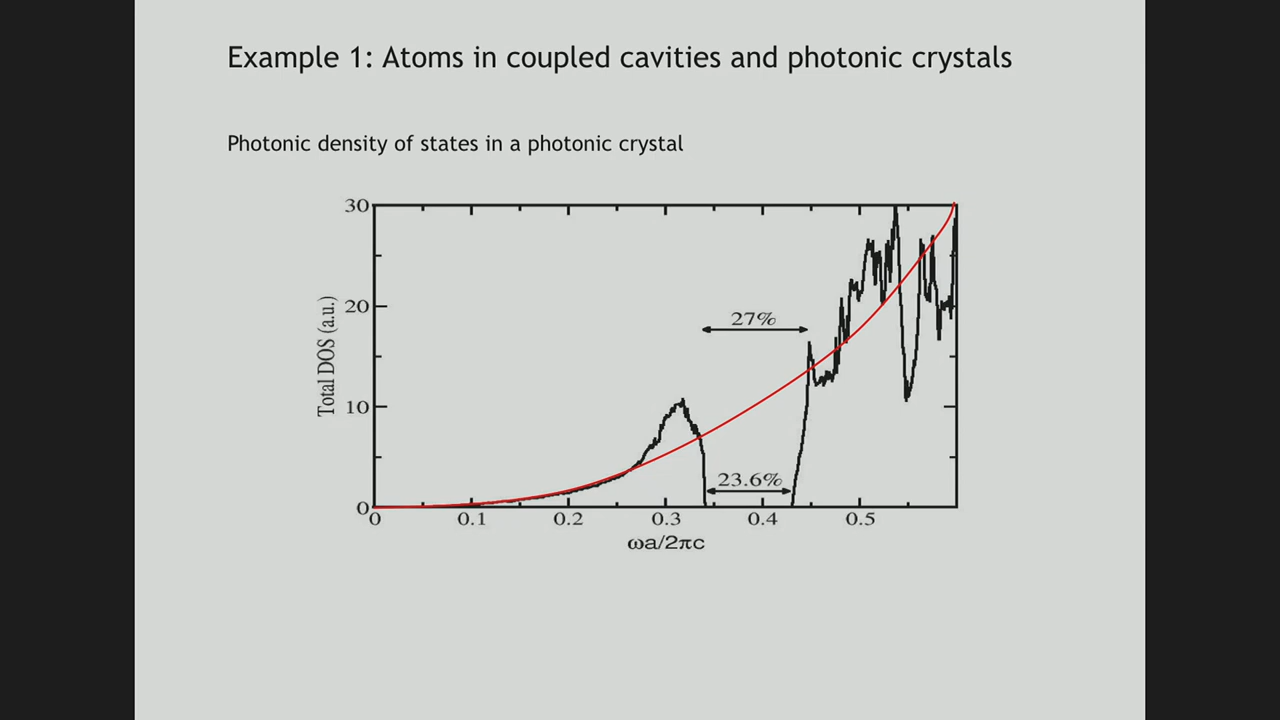 Example 1: Atoms in coupled cavities and photonic crystals
Photonic density of states in a photonic crystal
30
20
10
0
Total DOS (a.u.)
27%
23.6%
0 0.1 0.2 0.3 0.4 0.5
ωa/2πc